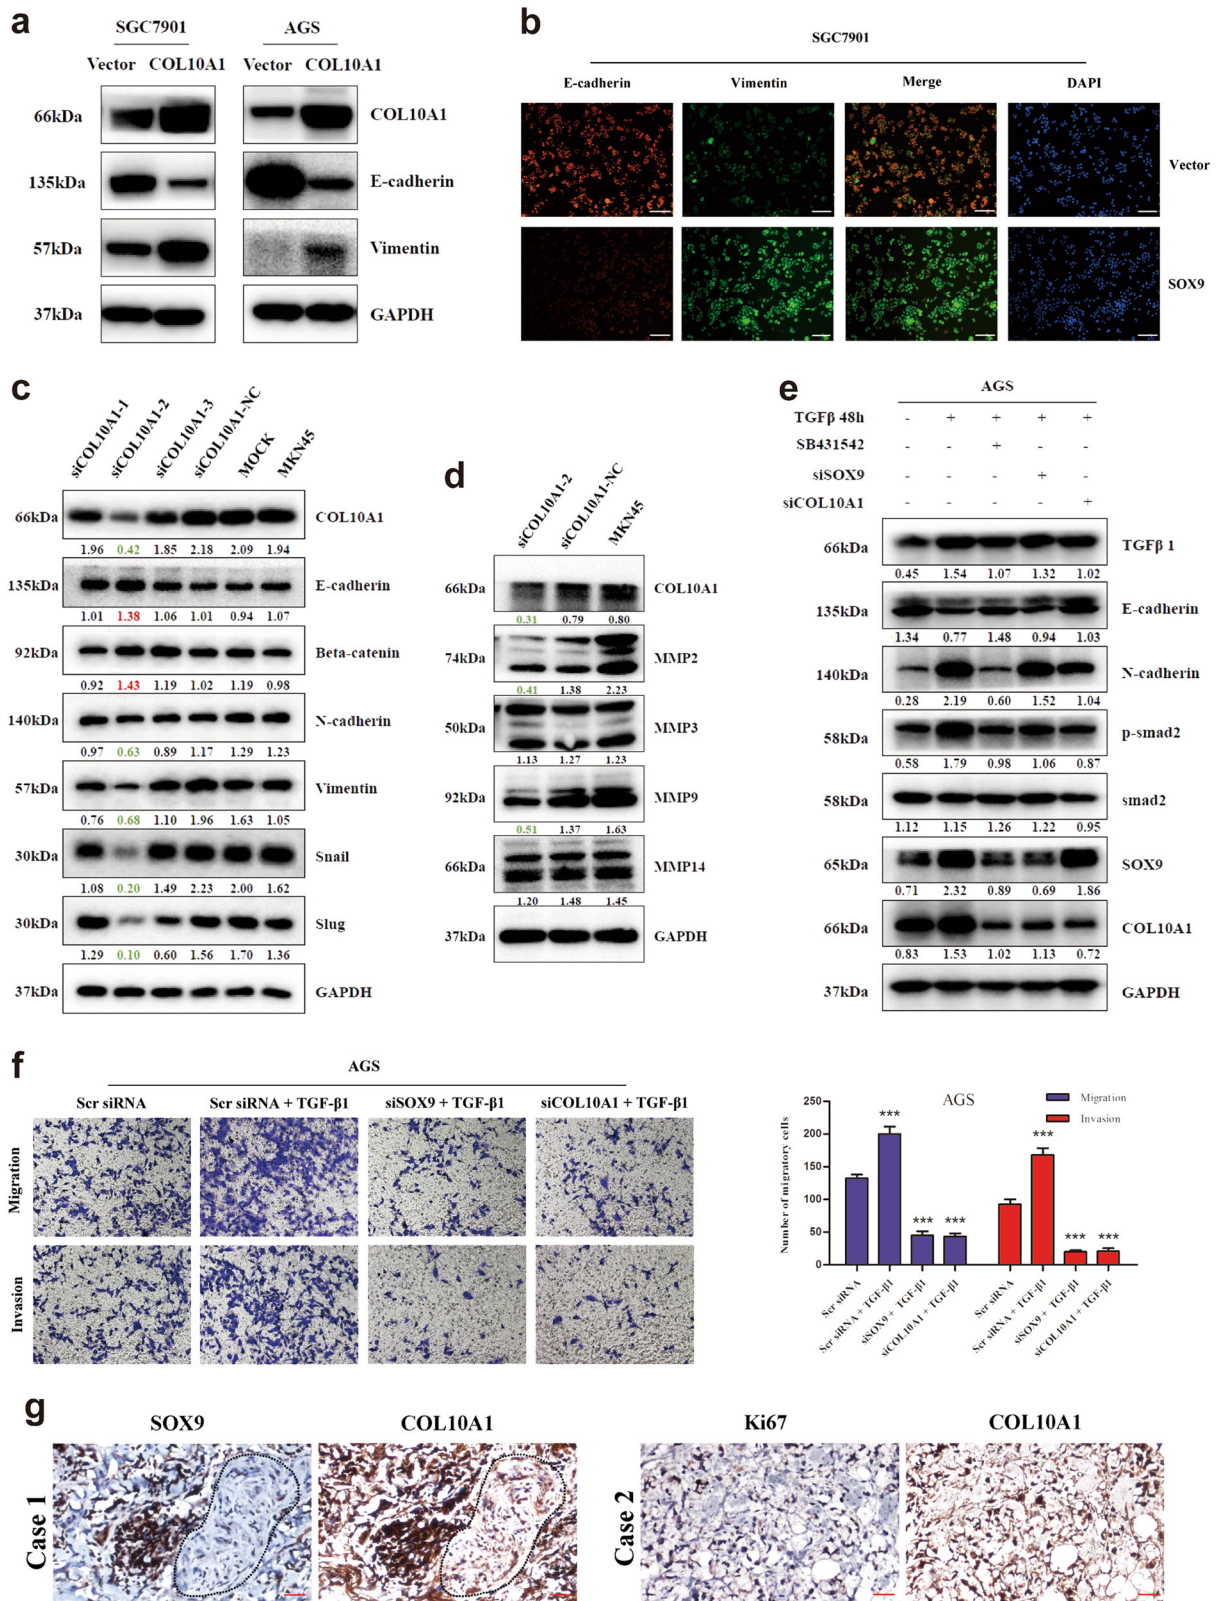 a
SGC7901 AGS
Vector COL10A1 Vector COL10A1
66kDa COL10A1
135kDa E-cadherin
57kDa Vimentin
37kDa GAPDH
b
SGC7901
E-cadherin Vimentin Merge DAPI
Vector
SOX9
c
siCOL10A1-1 siCOL10A1-2 siCOL10A1-3 siCOL10A1-NC MOCK MKN45
66kDa COL10A1
1.96 0.42 1.85 2.18 2.09 1.94
135kDa E-cadherin
1.01 1.38 1.06 1.01 0.94 1.07
92kDa Beta-catenin
0.92 1.43 1.19 1.02 1.19 0.98
140kDa N-cadherin
0.97 0.63 0.89 1.17 1.29 1.23
57kDa Vimentin
0.76 0.68 1.10 1.96 1.63 1.05
30kDa Snail
1.08 0.20 1.49 2.23 2.00 1.62
30kDa Slug
1.29 0.10 0.60 1.56 1.70 1.36
37kDa GAPDH
d
siCOL10A1-2 siCOL10A1-NC MKN45
66kDa COL10A1
0.31 0.79 0.80
74kDa MMP2
0.41 1.38 2.23
50kDa MMP3
1.13 1.27 1.23
92kDa MMP9
0.51 1.37 1.63
66kDa MMP14
1.20 1.48 1.45
37kDa GAPDH
e
AGS
TGFβ 48h - + + + +
SB431542 - - + - -
siSOX9 - - - + -
siCOL10A1 - - - - +
66kDa TGFβ 1
0.45 1.54 1.07 1.32 1.02
135kDa E-cadherin
1.34 0.77 1.48 0.94 1.03
140kDa N-cadherin
0.28 2.19 0.60 1.52 1.04
58kDa p-smad2
0.58 1.79 0.98 1.06 0.87
58kDa smad2
1.12 1.15 1.26 1.22 0.95
65kDa SOX9
0.71 2.32 0.89 0.69 1.86
66kDa COL10A1
0.83 1.53 1.02 1.13 0.72
37kDa GAPDH
f
AGS
Scr siRNA Scr siRNA + TGF-β1 siSOX9 + TGF-β1 siCOL10A1 + TGF-β1
Migration
Invasion
AGS
Migration
Invasion
Number of migratory cells
250
200
150
100
50
0
*** *** *** *** *** ***
Scr siRNA Scr siRNA + TGF-β1 siSOX9 + TGF-β1 siCOL10A1 + TGF-β1 Scr siRNA Scr siRNA + TGF-β1 siSOX9 + TGF-β1 siCOL10A1 + TGF-β1
g
SOX9 COL10A1 Ki67 COL10A1
Case 1
Case 2